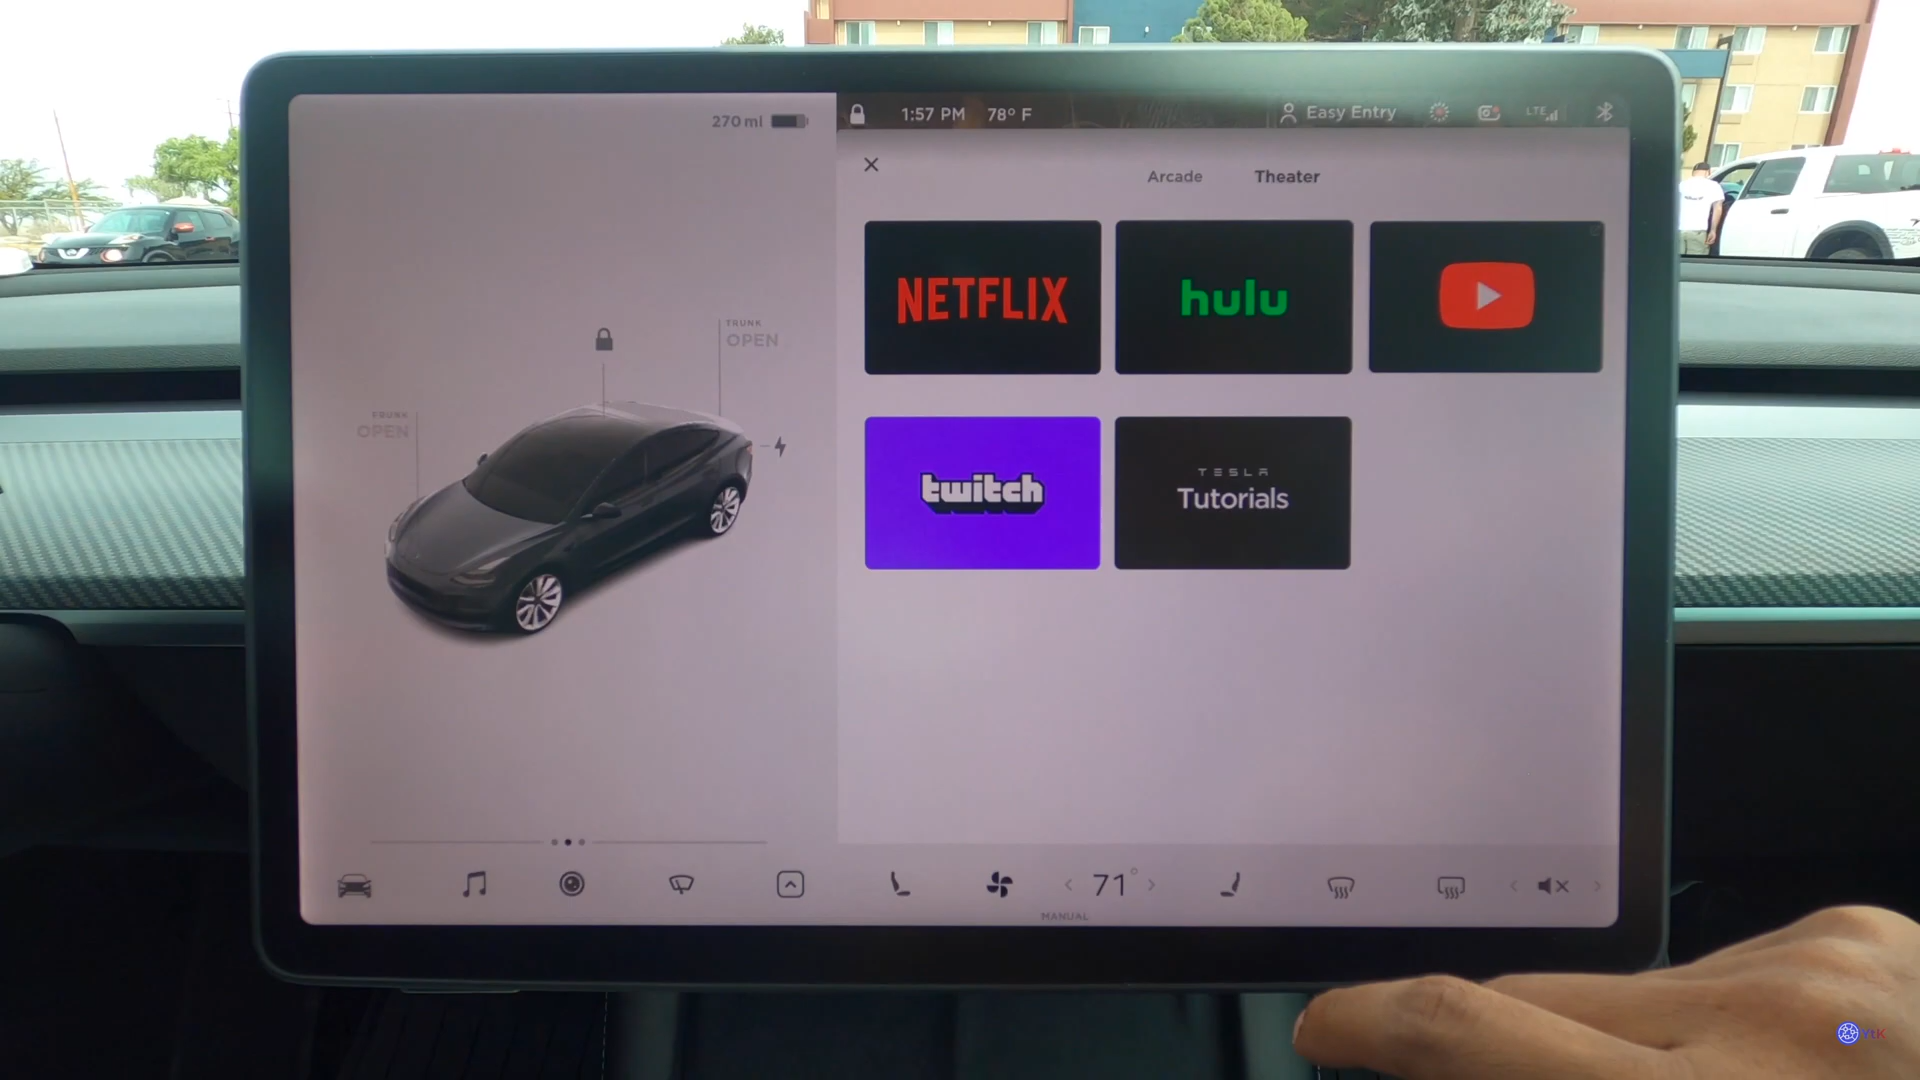 270 mi
1:57 PM 78° F
Easy Entry
LTE
Arcade Theater
NETFLIX
hulu
TRUNK
OPEN
FRUNK
OPEN
twitch
TESLA
Tutorials
71°
MANUAL
YtK